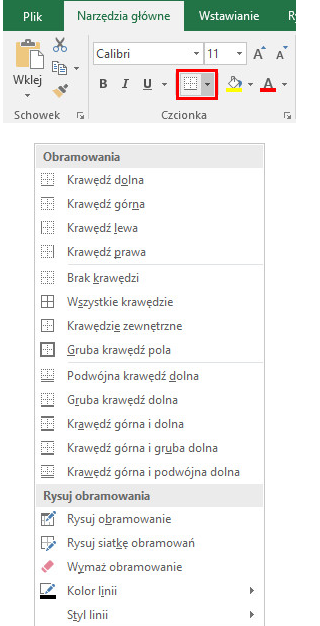 Plik Narzędzia główne Wstawianie
Calibri 11 A A
Wklej B I U A
Schowek Czcionka
Obramowania
Krawędź dolna
Krawędź górna
Krawędź lewa
Krawędź prawa
Brak krawędzi
Wszystkie krawędzie
Krawędzie zewnętrzne
Gruba krawędź pola
Podwójna krawędź dolna
Gruba krawędź dolna
Krawędź górna i dolna
Krawędź górna i gruba dolna
Krawędź górna i podwójna dolna
Rysuj obramowania
Rysuj obramowanie
Rysuj siatkę obramowań
Wymaż obramowanie
Kolor linii
Styl linii